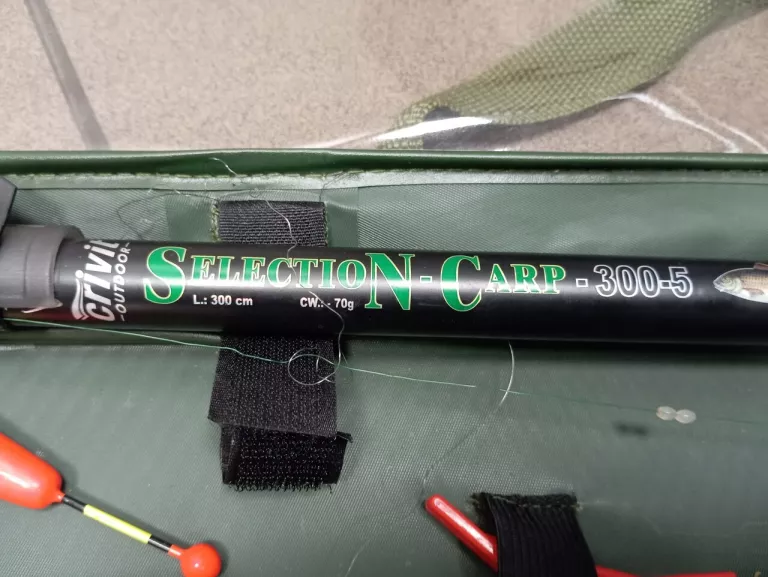 crivit
-OUTDOOR-
SELECTION-CARP - 300-5
L.: 300 cm CW.: - 70g